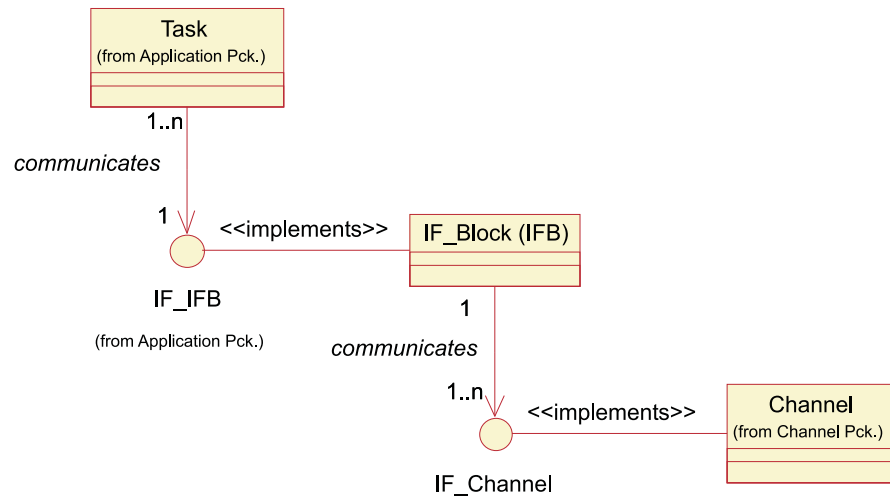 Task
(from Application Pck.)
1..n
communicates
1
<<implements>>
IF_Block (IFB)
IF_IFB
(from Application Pck.)
1
communicates
1..n
<<implements>>
Channel
(from Channel Pck.)
IF_Channel